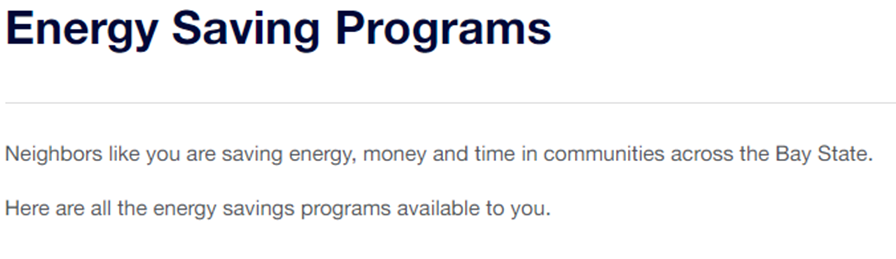 Energy Saving Programs
Neighbors like you are saving energy, money and time in communities across the Bay State.
Here are all the energy savings programs available to you.